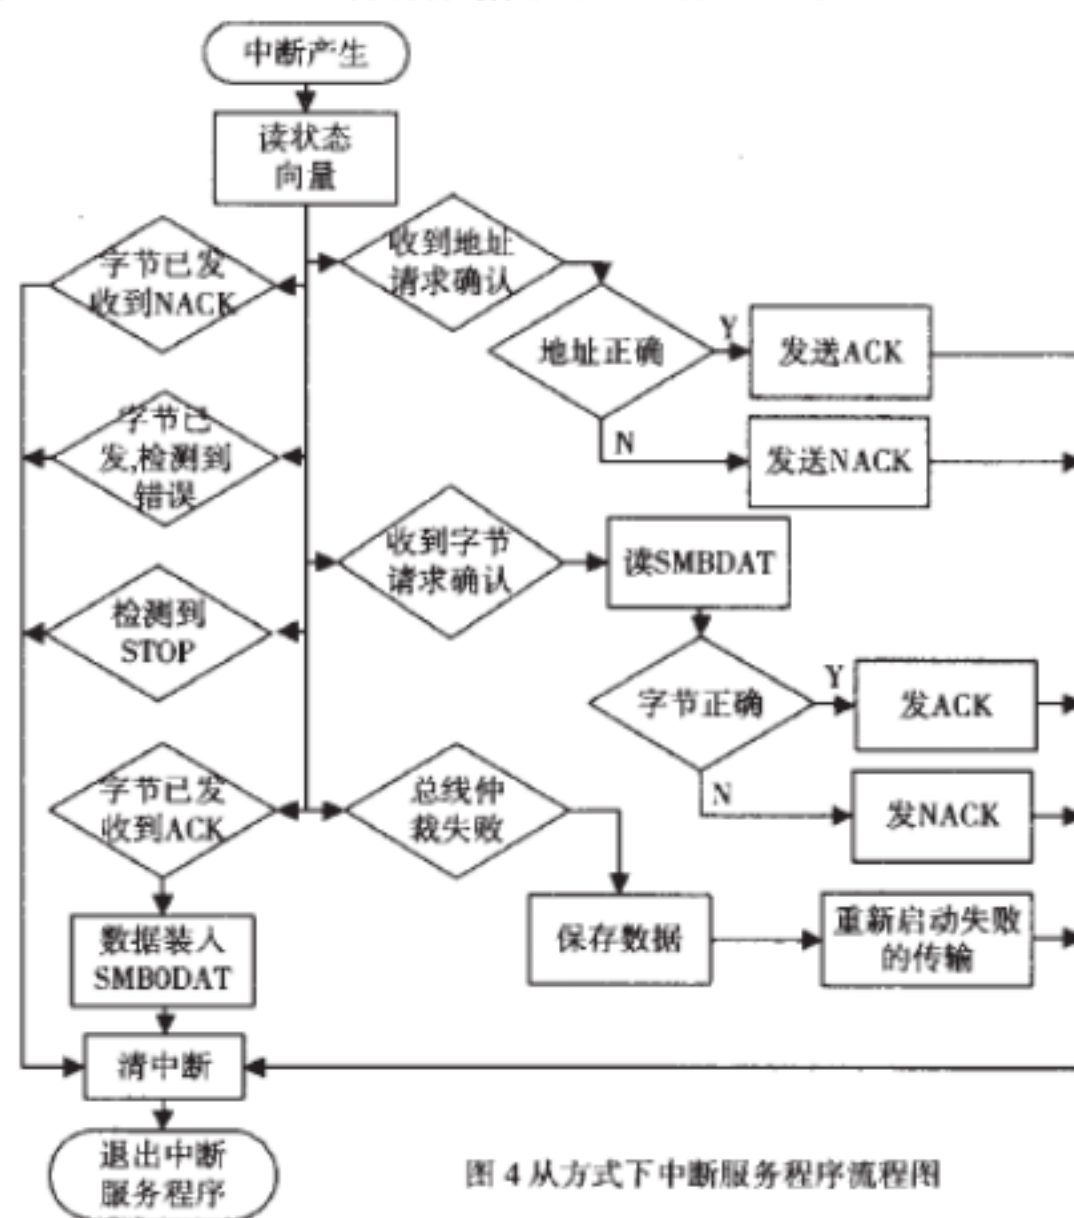 中断产生
读状态
向量
收到地址
请求确认
字节已发
收到NACK
地址正确
Y
发送ACK
N
发送NACK
字节已
发,检测到
错误
收到字节
请求确认
读SMBDAT
检测到
STOP
字节正确
Y
发ACK
N
发NACK
字节已发
收到ACK
总线仲
裁失败
保存数据
重新启动失败
的传输
数据装入
SMBODAT
清中断
退出中断
服务程序
图 4 从方式下中断服务程序流程图